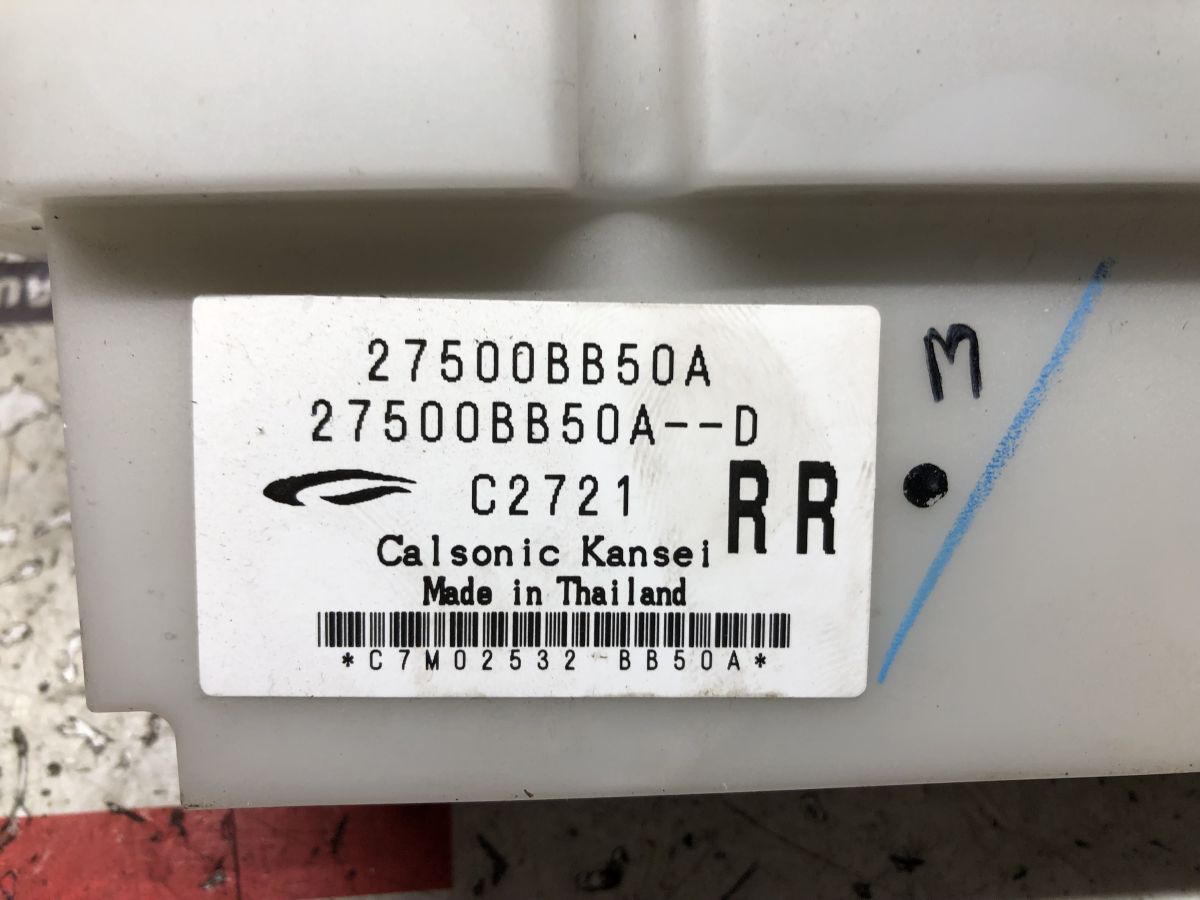 27500BB50A
27500BB50A--D
C2721
RR
Calsonic Kansei
Made in Thailand
*C7M02532 BB50A*
M